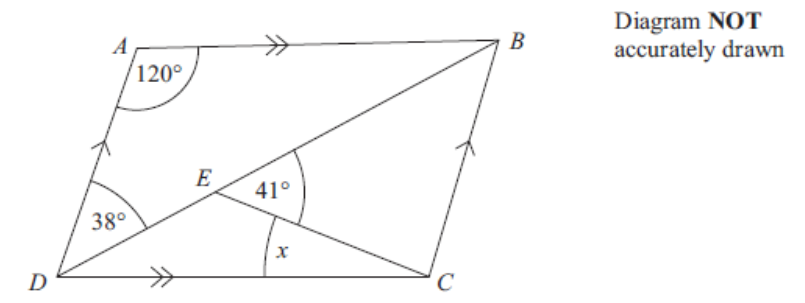 Diagram NOT
accurately drawn
A
B
120°
E
41°
38°
x
D
C